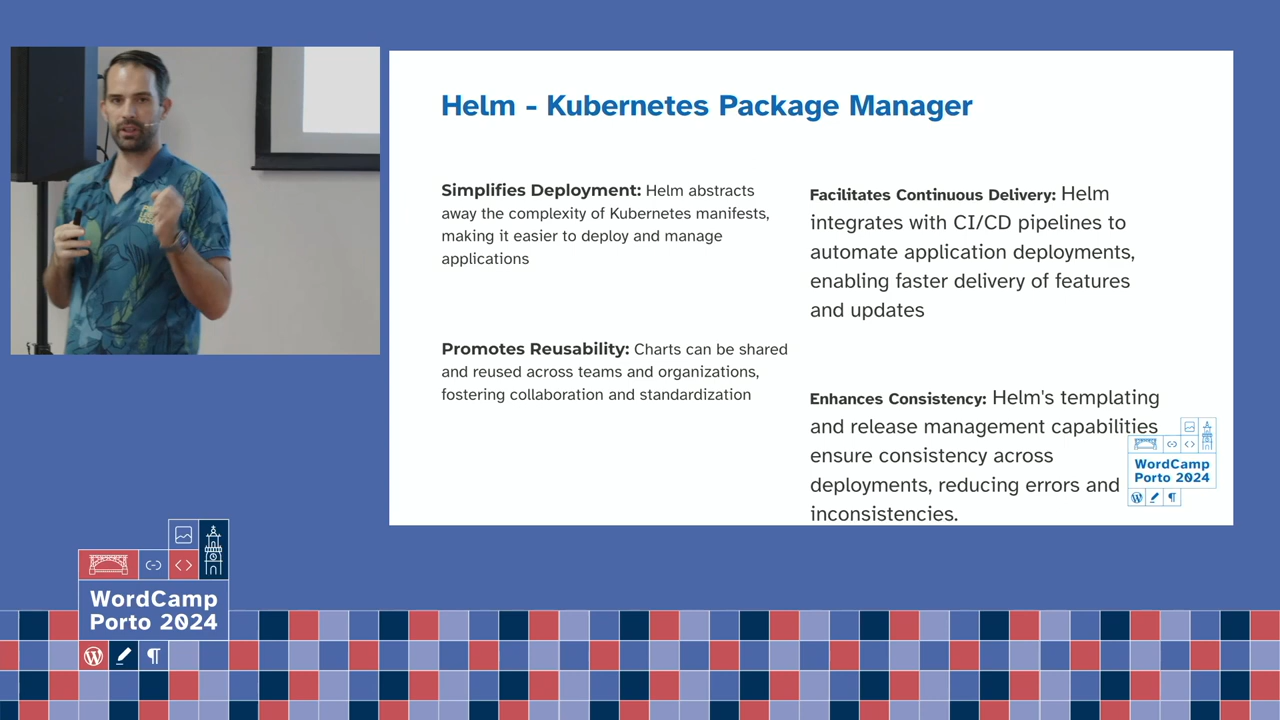 Helm - Kubernetes Package Manager
Simplifies Deployment: Helm abstracts
away the complexity of Kubernetes manifests,
making it easier to deploy and manage
applications
Promotes Reusability: Charts can be shared
and reused across teams and organizations,
fostering collaboration and standardization
Facilitates Continuous Delivery: Helm
integrates with CI/CD pipelines to
automate application deployments,
enabling faster delivery of features
and updates
Enhances Consistency: Helm's templating
and release management capabilities
ensure consistency across
deployments, reducing errors and
inconsistencies.
WordCamp
Porto 2024
WordCamp
Porto 2024